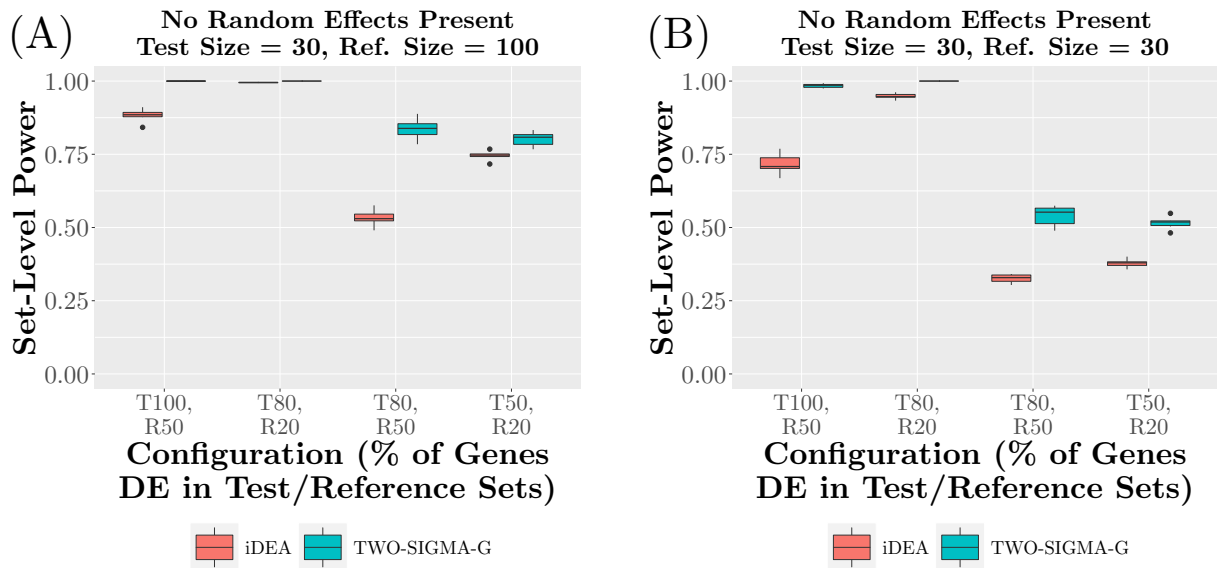 (A)
No Random Effects Present
Test Size = 30, Ref. Size = 100
Set-Level Power
1.00
0.75
0.50
0.25
0.00
T100, R50
T80, R20
T80, R50
T50, R20
Configuration (% of Genes
DE in Test/Reference Sets)
iDEA
TWO-SIGMA-G
(B)
No Random Effects Present
Test Size = 30, Ref. Size = 30
Set-Level Power
1.00
0.75
0.50
0.25
0.00
T100, R50
T80, R20
T80, R50
T50, R20
Configuration (% of Genes
DE in Test/Reference Sets)
iDEA
TWO-SIGMA-G